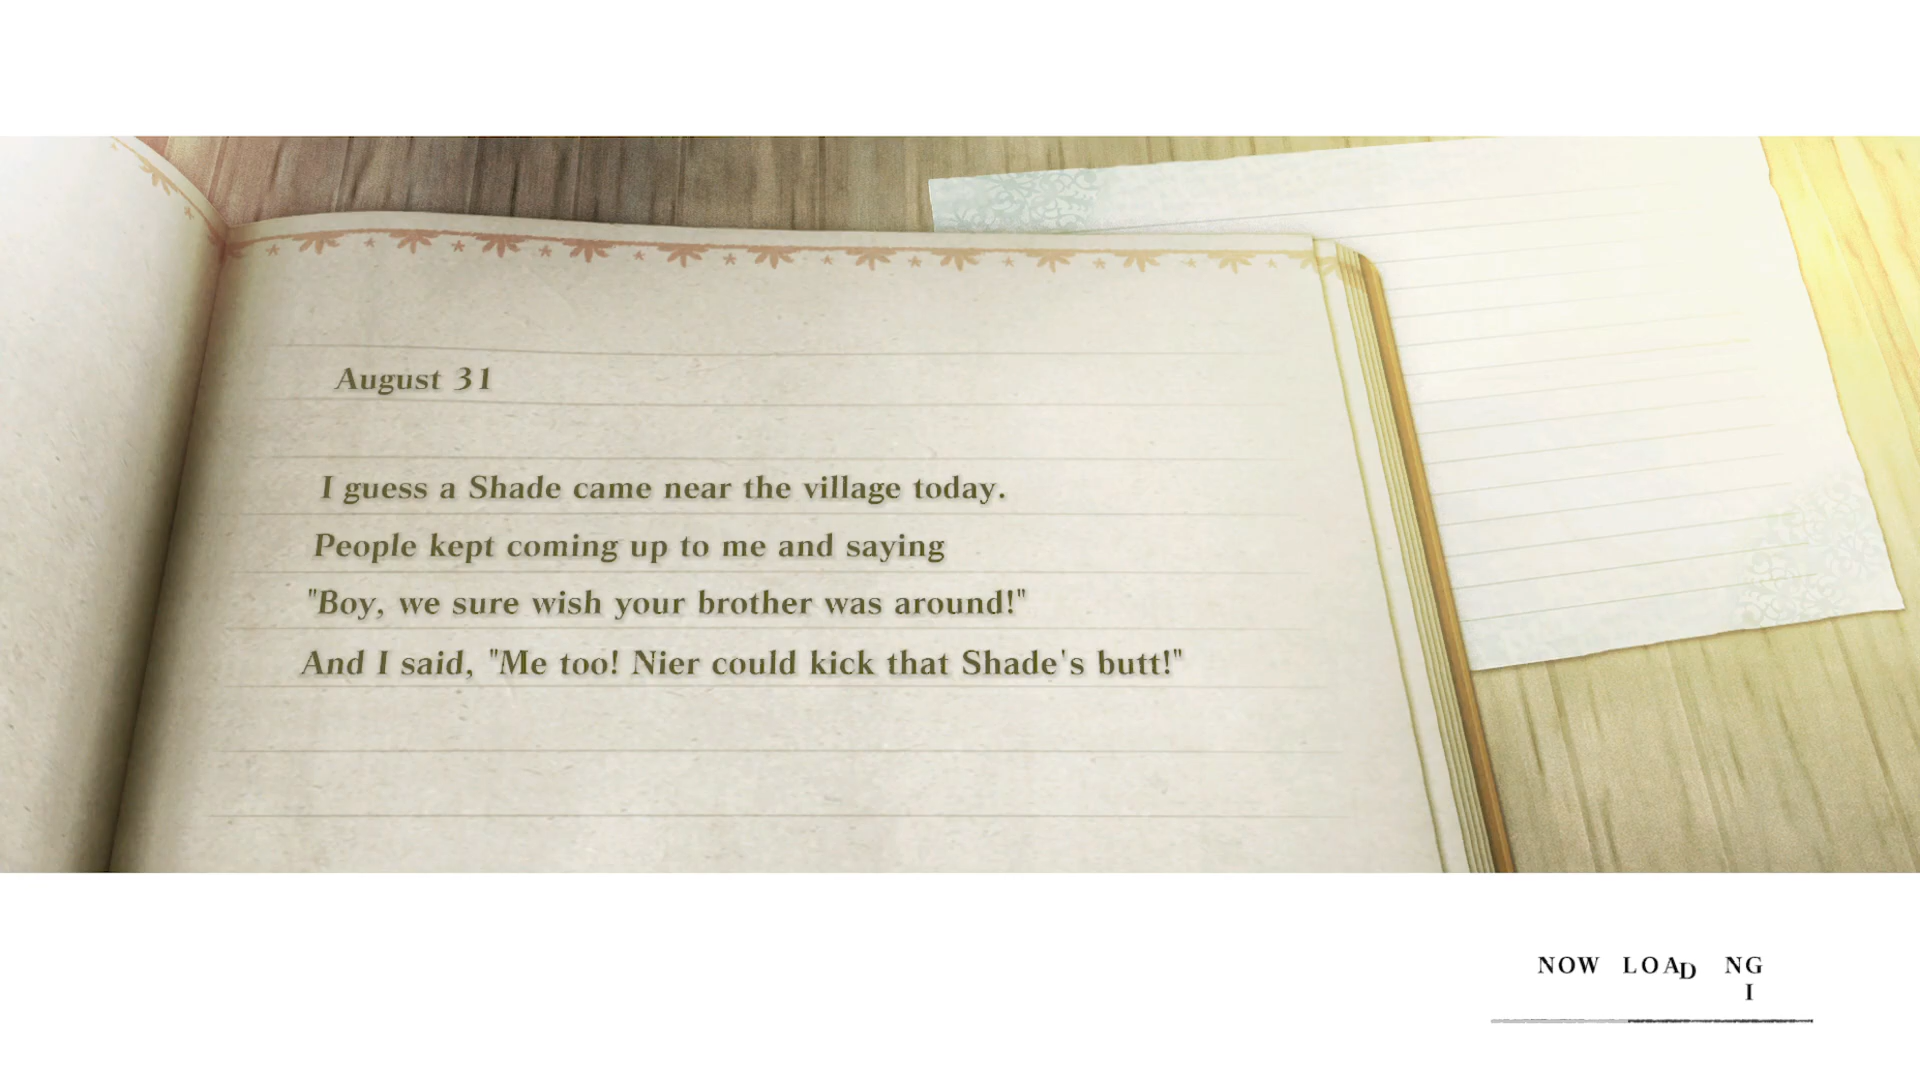 August 31
I guess a Shade came near the village today.
People kept coming up to me and saying
"Boy, we sure wish your brother was around!"
And I said, "Me too! Nier could kick that Shade's butt!"
NOW LOADING